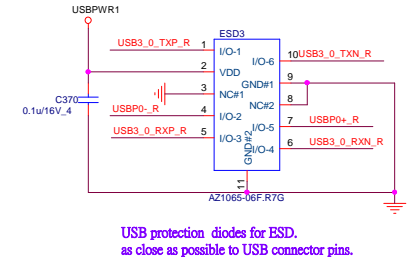 USBPWR1
ESD3
USB3_0_TXP_R 1 I/O-1
I/O-6 10 USB3_0_TXN_R
2 VDD
GND#1 9
3 NC#1
NC#2 8
C370
0.1u/16V_4
USBP0-_R 4 I/O-2
I/O-5 7 USBP0+_R
USB3_0_RXP_R 5 I/O-3
I/O-4 6 USB3_0_RXN_R
GND#2
11
AZ1065-06F.R7G
USB protection diodes for ESD.
as close as possible to USB connector pins.